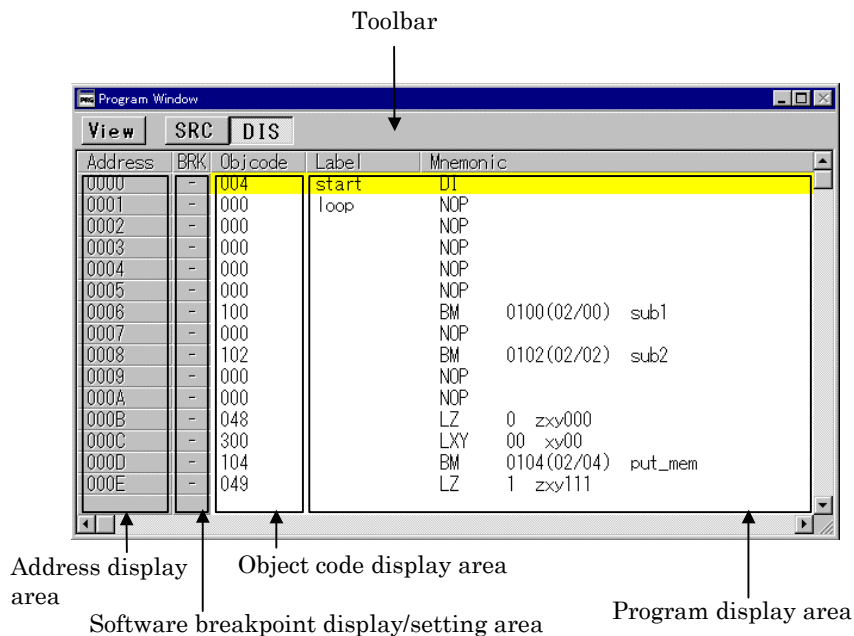 Toolbar
PRG Program Window
View SRC DIS
Address BRK Objcode Label Mnemonic
0000 - 004 start DI
0001 - 000 loop NOP
0002 - 000 NOP
0003 - 000 NOP
0004 - 000 NOP
0005 - 000 NOP
0006 - 100 BM 0100(02/00) sub1
0007 - 000 NOP
0008 - 102 BM 0102(02/02) sub2
0009 - 000 NOP
000A - 000 NOP
000B - 048 LZ 0 zxy000
000C - 300 LXY 00 xy00
000D - 104 BM 0104(02/04) put_mem
000E - 049 LZ 1 zxy111
Address display
area
Object code display area
Software breakpoint display/setting area
Program display area